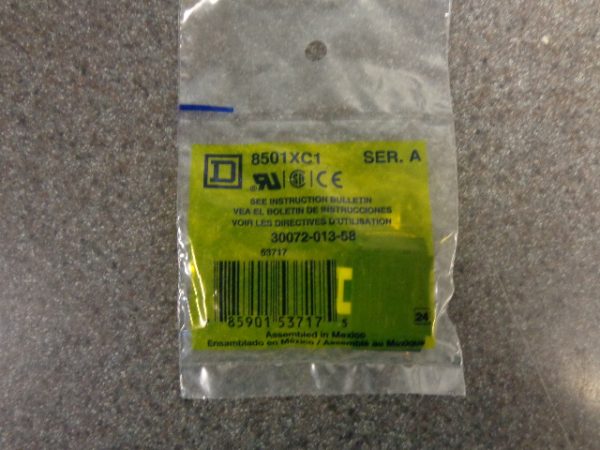 8501XC1 SER. A
SEE INSTRUCTION BULLETIN
VEA EL BOLETIN DE INSTRUCCIONES
VOIR LES DIRECTIVES D'UTILISATION
30072-013-58
53717
85901 53717
24
Assembled in Mexico
Ensamblado en México / Assemble au Mexique